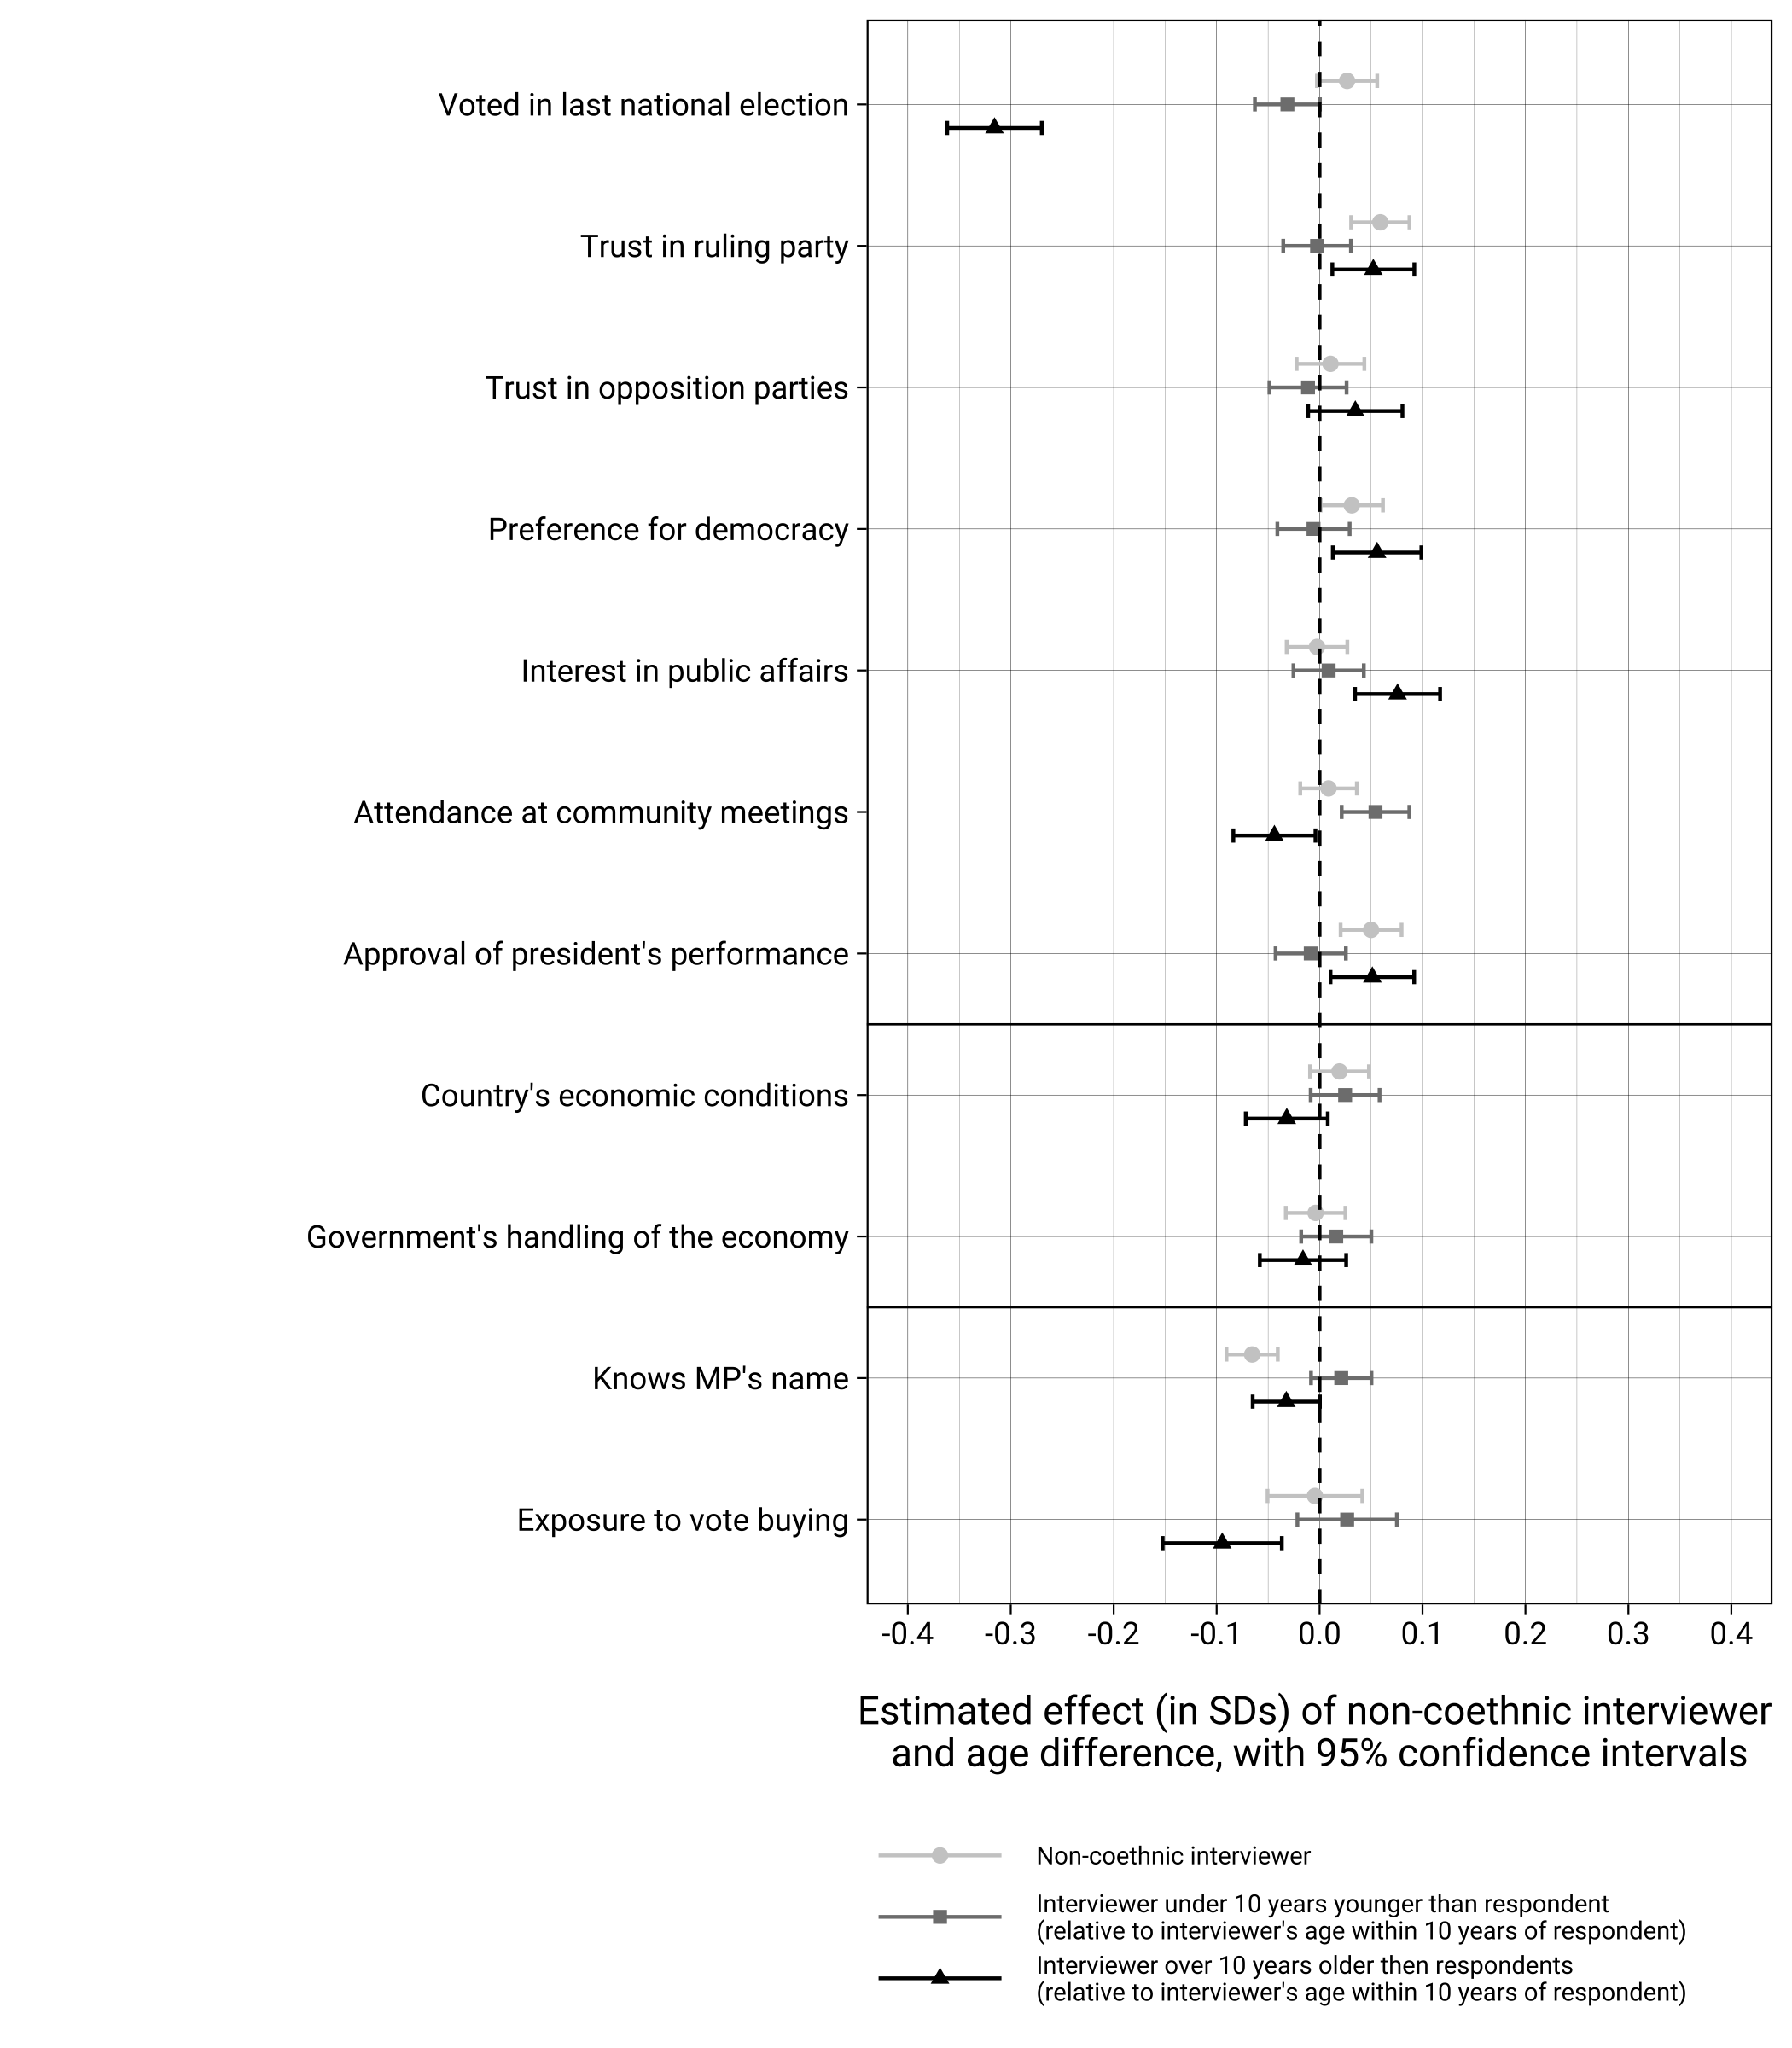 Voted in last national election
Trust in ruling party
Trust in opposition parties
Preference for democracy
Interest in public affairs
Attendance at community meetings
Approval of president's performance
Country's economic conditions
Government's handling of the economy
Knows MP's name
Exposure to vote buying
-0.4 -0.3 -0.2 -0.1 0.0 0.1 0.2 0.3 0.4
Estimated effect (in SDs) of non-coethnic interviewer
and age difference, with 95% confidence intervals
Non-coethnic interviewer
Interviewer under 10 years younger than respondent
(relative to interviewer's age within 10 years of respondent)
Interviewer over 10 years older then respondents
(relative to interviewer's age within 10 years of respondent)